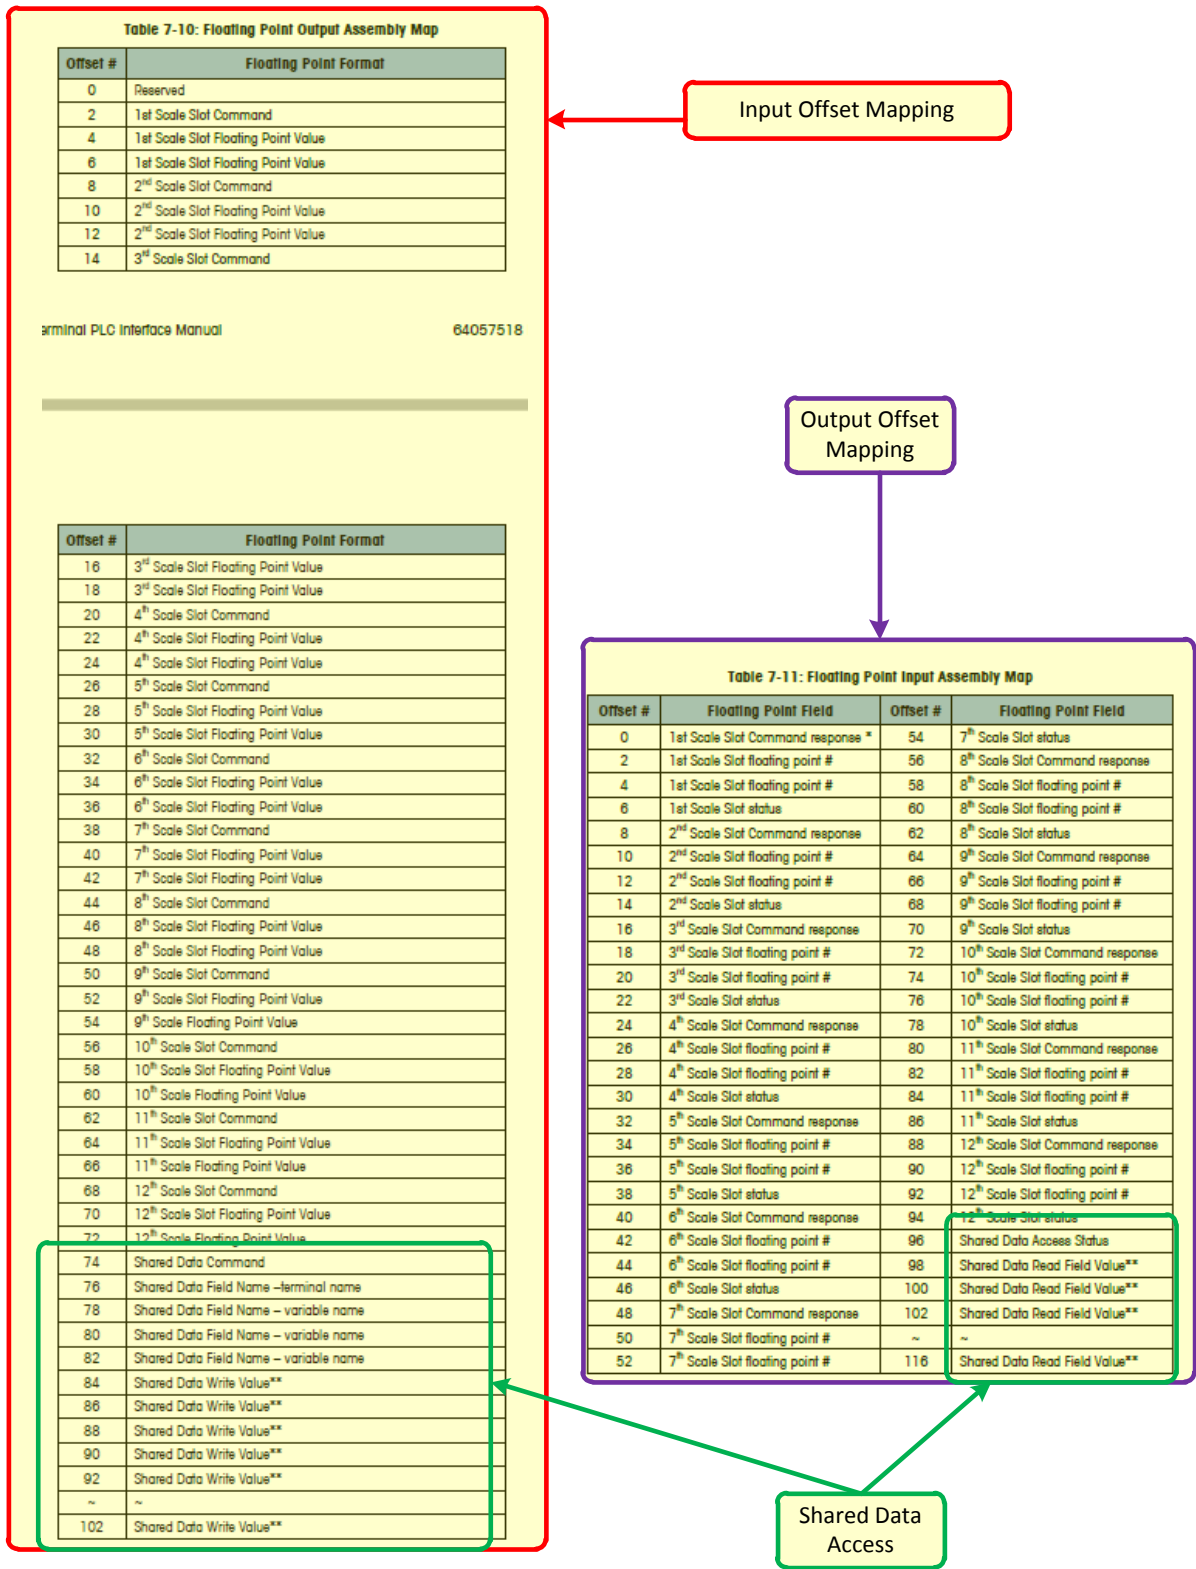 Table 7-10: Floating Point Output Assembly Map
Offset # Floating Point Format
0 Reserved
2 1st Scale Slot Command
4 1st Scale Slot Floating Point Value
6 1st Scale Slot Floating Point Value
8 2nd Scale Slot Command
10 2nd Scale Slot Floating Point Value
12 2nd Scale Slot Floating Point Value
14 3rd Scale Slot Command
erminal PLC Interface Manual 64057518
Offset # Floating Point Format
16 3rd Scale Slot Floating Point Value
18 3rd Scale Slot Floating Point Value
20 4th Scale Slot Command
22 4th Scale Slot Floating Point Value
24 4th Scale Slot Floating Point Value
26 5th Scale Slot Command
28 5th Scale Slot Floating Point Value
30 5th Scale Slot Floating Point Value
32 6th Scale Slot Command
34 6th Scale Slot Floating Point Value
36 6th Scale Slot Floating Point Value
38 7th Scale Slot Command
40 7th Scale Slot Floating Point Value
42 7th Scale Slot Floating Point Value
44 8th Scale Slot Command
46 8th Scale Slot Floating Point Value
48 8th Scale Slot Floating Point Value
50 9th Scale Slot Command
52 9th Scale Slot Floating Point Value
54 9th Scale Floating Point Value
56 10th Scale Slot Command
58 10th Scale Slot Floating Point Value
60 10th Scale Floating Point Value
62 11th Scale Slot Command
64 11th Scale Slot Floating Point Value
66 11th Scale Floating Point Value
68 12th Scale Slot Command
70 12th Scale Slot Floating Point Value
72 12th Scale Floating Point Value
74 Shared Data Command
76 Shared Data Field Name –terminal name
78 Shared Data Field Name – variable name
80 Shared Data Field Name – variable name
82 Shared Data Field Name – variable name
84 Shared Data Write Value**
86 Shared Data Write Value**
88 Shared Data Write Value**
90 Shared Data Write Value**
92 Shared Data Write Value**
~ ~
102 Shared Data Write Value**
Input Offset Mapping
Output Offset
Mapping
Table 7-11: Floating Point Input Assembly Map
Offset # Floating Point Field Offset # Floating Point Field
0 1st Scale Slot Command response * 54 7th Scale Slot status
2 1st Scale Slot floating point # 56 8th Scale Slot Command response
4 1st Scale Slot floating point # 58 8th Scale Slot floating point #
6 1st Scale Slot status 60 8th Scale Slot floating point #
8 2nd Scale Slot Command response 62 8th Scale Slot status
10 2nd Scale Slot floating point # 64 9th Scale Slot Command response
12 2nd Scale Slot floating point # 66 9th Scale Slot floating point #
14 2nd Scale Slot status 68 9th Scale Slot floating point #
16 3rd Scale Slot Command response 70 9th Scale Slot status
18 3rd Scale Slot floating point # 72 10th Scale Slot Command response
20 3rd Scale Slot floating point # 74 10th Scale Slot floating point #
22 3rd Scale Slot status 76 10th Scale Slot floating point #
24 4th Scale Slot Command response 78 10th Scale Slot status
26 4th Scale Slot floating point # 80 11th Scale Slot Command response
28 4th Scale Slot floating point # 82 11th Scale Slot floating point #
30 4th Scale Slot status 84 11th Scale Slot floating point #
32 5th Scale Slot Command response 86 11th Scale Slot status
34 5th Scale Slot floating point # 88 12th Scale Slot Command response
36 5th Scale Slot floating point # 90 12th Scale Slot floating point #
38 5th Scale Slot status 92 12th Scale Slot floating point #
40 6th Scale Slot Command response 94 12th Scale Slot status
42 6th Scale Slot floating point # 96 Shared Data Access Status
44 6th Scale Slot floating point # 98 Shared Data Read Field Value**
46 6th Scale Slot status 100 Shared Data Read Field Value**
48 7th Scale Slot Command response 102 Shared Data Read Field Value**
50 7th Scale Slot floating point # ~ ~
52 7th Scale Slot floating point # 116 Shared Data Read Field Value**
Shared Data
Access